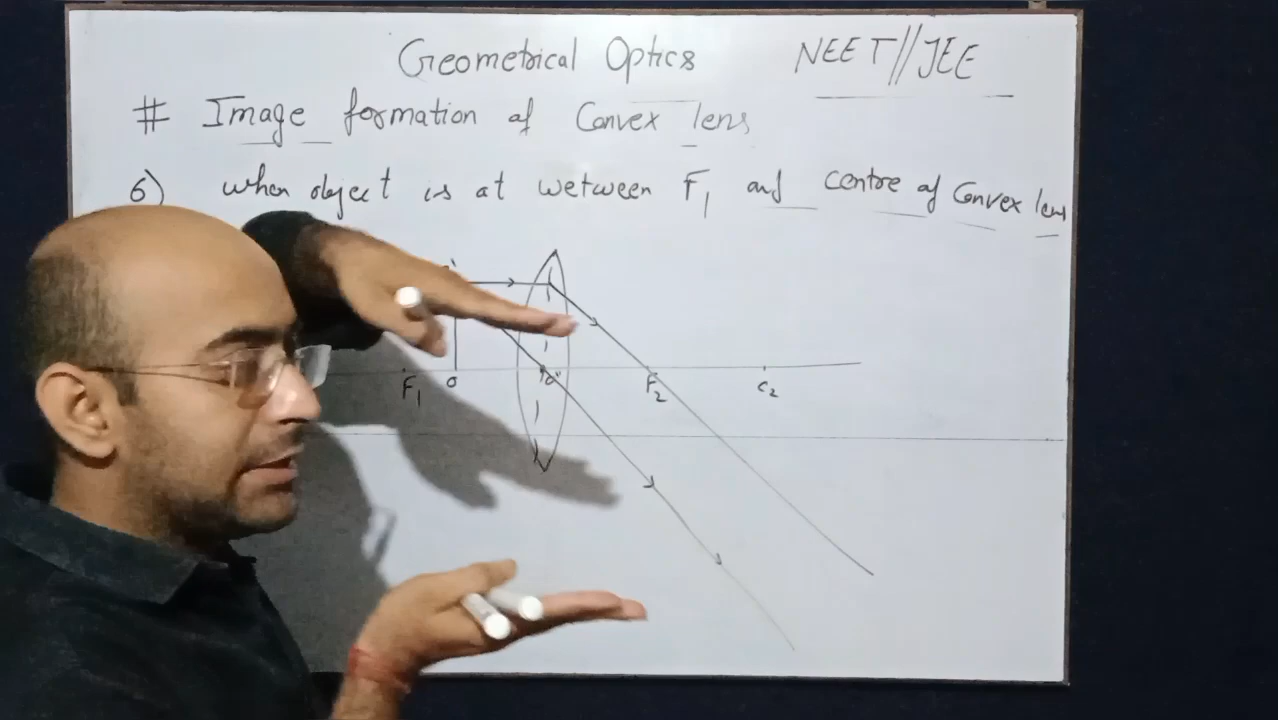 Geometrical Optics NEET//JEE
# Image formation of Convex lens
6) when object is at wetween F1 and centre of Convex lens
F1 O O' F2 C2